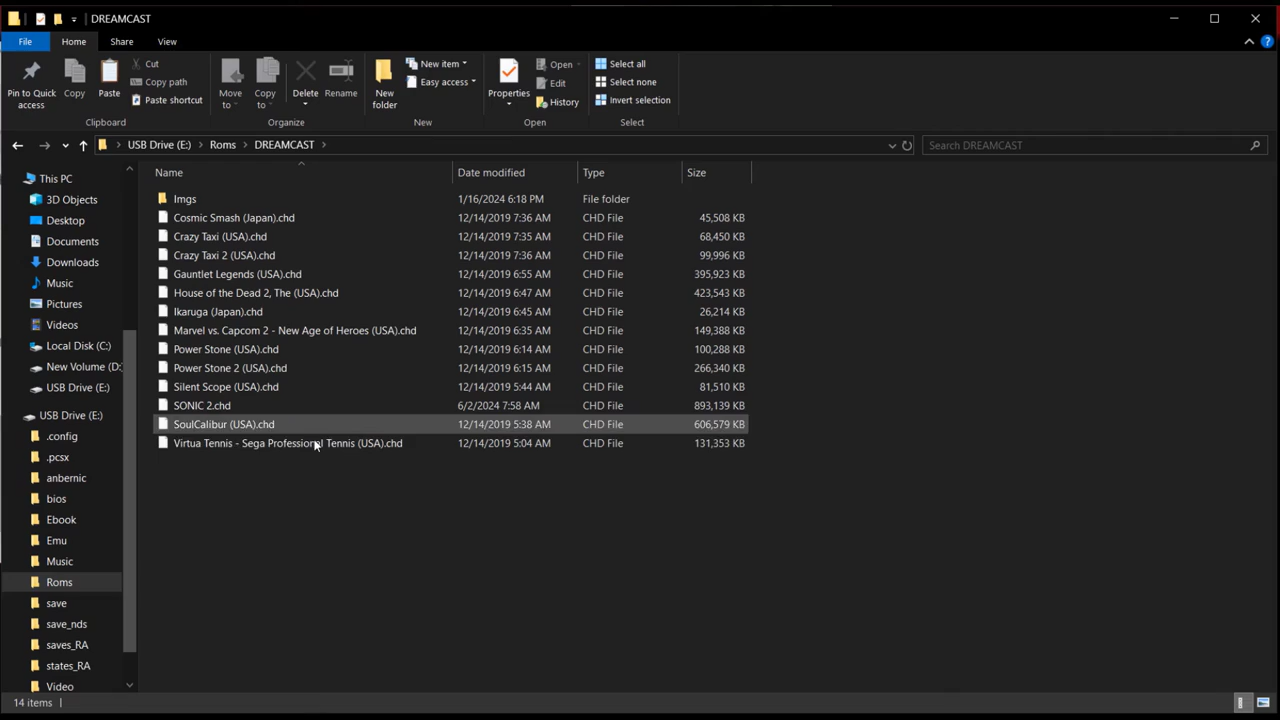 DREAMCAST
File Home Share View
Pin to Quick access
Copy
Paste
Cut
Copy path
Paste shortcut
Clipboard
Move to
Copy to
Delete
Rename
Organize
New folder
New item
Easy access
New
Properties
Open
Edit
History
Open
Select all
Select none
Invert selection
Select
USB Drive (E:) Roms DREAMCAST
Search DREAMCAST
This PC
3D Objects
Desktop
Documents
Downloads
Music
Pictures
Videos
Local Disk (C:)
New Volume (D:
USB Drive (E:)
USB Drive (E:)
.config
.pcsx
anbernic
bios
Ebook
Emu
Music
Roms
save
save_nds
saves_RA
states_RA
Video
Name Date modified Type Size
Imgs 1/16/2024 6:18 PM File folder
Cosmic Smash (Japan).chd 12/14/2019 7:36 AM CHD File 45,508 KB
Crazy Taxi (USA).chd 12/14/2019 7:35 AM CHD File 68,450 KB
Crazy Taxi 2 (USA).chd 12/14/2019 7:36 AM CHD File 99,996 KB
Gauntlet Legends (USA).chd 12/14/2019 6:55 AM CHD File 395,923 KB
House of the Dead 2, The (USA).chd 12/14/2019 6:47 AM CHD File 423,543 KB
Ikaruga (Japan).chd 12/14/2019 6:45 AM CHD File 26,214 KB
Marvel vs. Capcom 2 - New Age of Heroes (USA).chd 12/14/2019 6:35 AM CHD File 149,388 KB
Power Stone (USA).chd 12/14/2019 6:14 AM CHD File 100,288 KB
Power Stone 2 (USA).chd 12/14/2019 6:15 AM CHD File 266,340 KB
Silent Scope (USA).chd 12/14/2019 5:44 AM CHD File 81,510 KB
SONIC 2.chd 6/2/2024 7:58 AM CHD File 893,139 KB
SoulCalibur (USA).chd 12/14/2019 5:38 AM CHD File 606,579 KB
Virtua Tennis - Sega Professional Tennis (USA).chd 12/14/2019 5:04 AM CHD File 131,353 KB
14 items